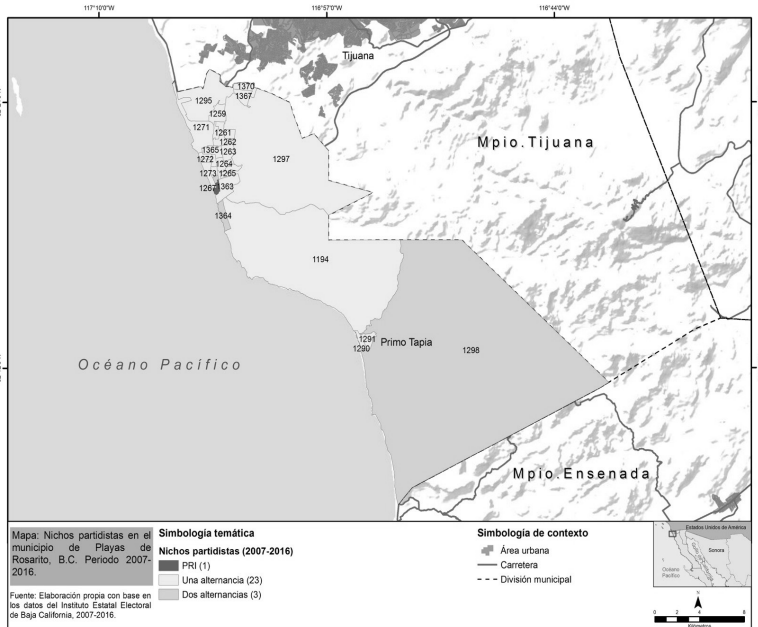 117°10'0"W
116°57'0"W
116°44'0"W
Tijuana
1370
1367
1295
1259
1271
1261
1262
1365
1263
1272
1264
1297
1273
1265
1267
1363
1364
Mpio.Tijuana
1194
1291
1290
Primo Tapia
1298
Océano Pacífico
Mpio.Ensenada
Mapa: Nichos partidistas en el
municipio de Playas de
Rosarito, B.C. Periodo 2007-
2016.
Fuente: Elaboración propia con base en
los datos del Instituto Estatal Electoral
de Baja California, 2007-2016.
Simbología temática
Nichos partidistas (2007-2016)
PRI (1)
Una alternancia (23)
Dos alternancias (3)
Simbología de contexto
Área urbana
Carretera
División municipal
Estados Unidos de América
Sonora
Océano
Pacífico
N
0 2 4 8
Kilómetros